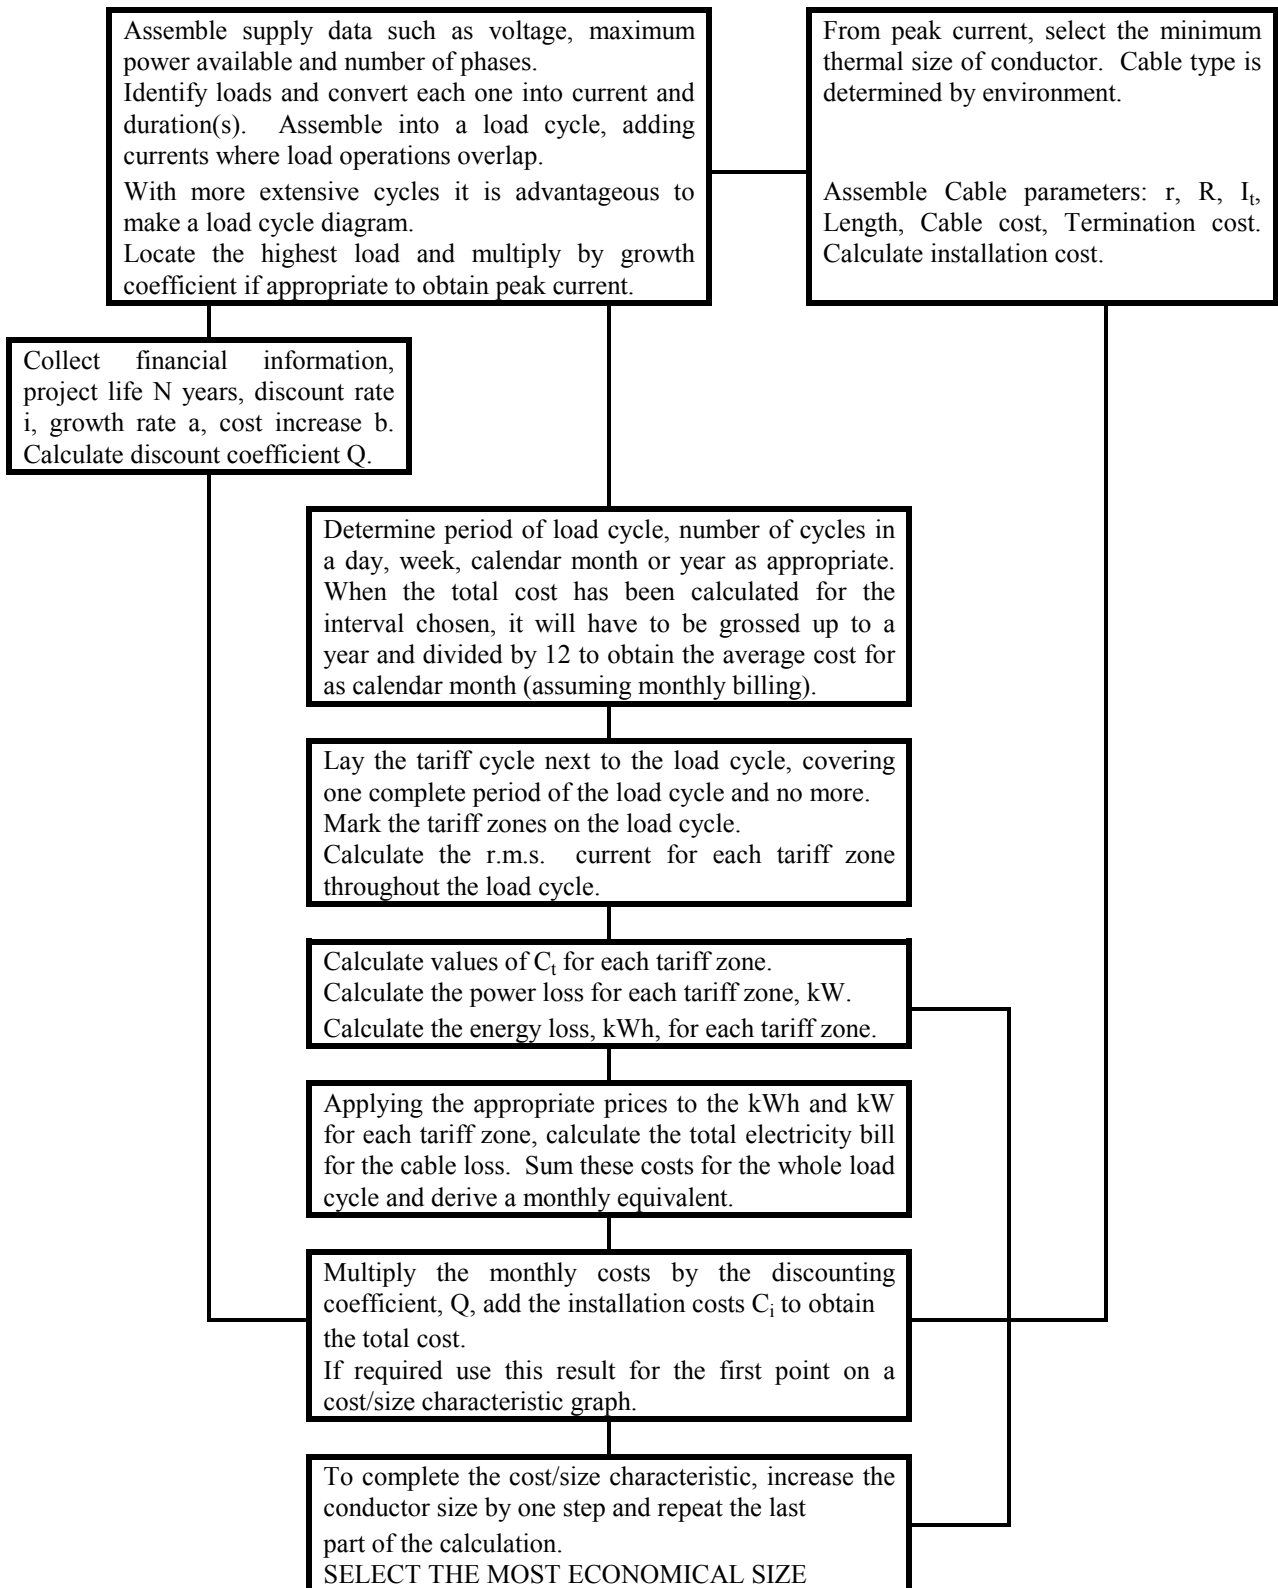 Assemble supply data such as voltage, maximum
power available and number of phases.
Identify loads and convert each one into current and
duration(s). Assemble into a load cycle, adding
currents where load operations overlap.
With more extensive cycles it is advantageous to
make a load cycle diagram.
Locate the highest load and multiply by growth
coefficient if appropriate to obtain peak current.
From peak current, select the minimum
thermal size of conductor. Cable type is
determined by environment.
Assemble Cable parameters: r, R, It,
Length, Cable cost, Termination cost.
Calculate installation cost.
Collect financial information,
project life N years, discount rate
i, growth rate a, cost increase b.
Calculate discount coefficient Q.
Determine period of load cycle, number of cycles in
a day, week, calendar month or year as appropriate.
When the total cost has been calculated for the
interval chosen, it will have to be grossed up to a
year and divided by 12 to obtain the average cost for
as calendar month (assuming monthly billing).
Lay the tariff cycle next to the load cycle, covering
one complete period of the load cycle and no more.
Mark the tariff zones on the load cycle.
Calculate the r.m.s. current for each tariff zone
throughout the load cycle.
Calculate values of Ct for each tariff zone.
Calculate the power loss for each tariff zone, kW.
Calculate the energy loss, kWh, for each tariff zone.
Applying the appropriate prices to the kWh and kW
for each tariff zone, calculate the total electricity bill
for the cable loss. Sum these costs for the whole load
cycle and derive a monthly equivalent.
Multiply the monthly costs by the discounting
coefficient, Q, add the installation costs Ci to obtain
the total cost.
If required use this result for the first point on a
cost/size characteristic graph.
To complete the cost/size characteristic, increase the
conductor size by one step and repeat the last
part of the calculation.
SELECT THE MOST ECONOMICAL SIZE